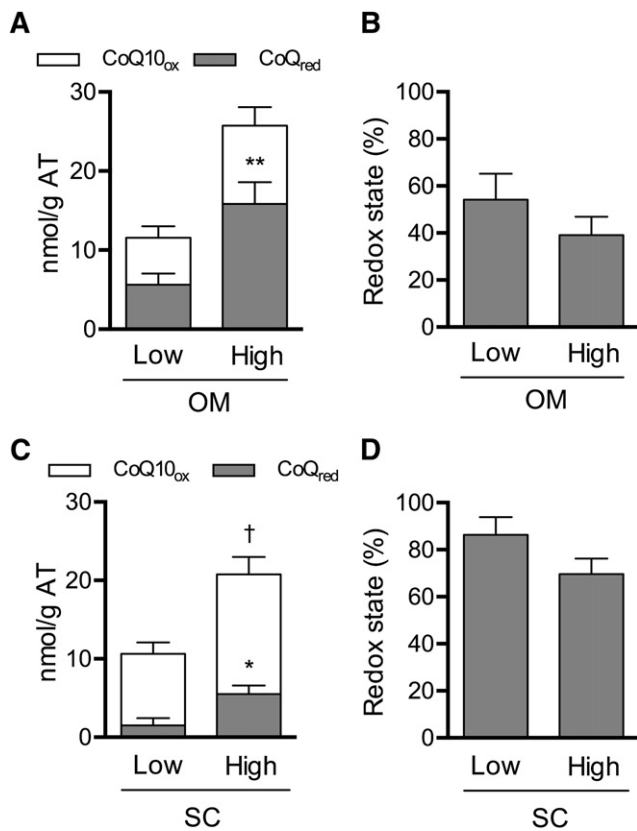 A
CoQ10ox CoQred
nmol/g AT
30
20
10
0
**
Low High
OM
B
Redox state (%)
100
80
60
40
20
0
Low High
OM
C
CoQ10ox CoQred
nmol/g AT
30
20
10
0
†
*
Low High
SC
D
Redox state (%)
100
80
60
40
20
0
Low High
SC